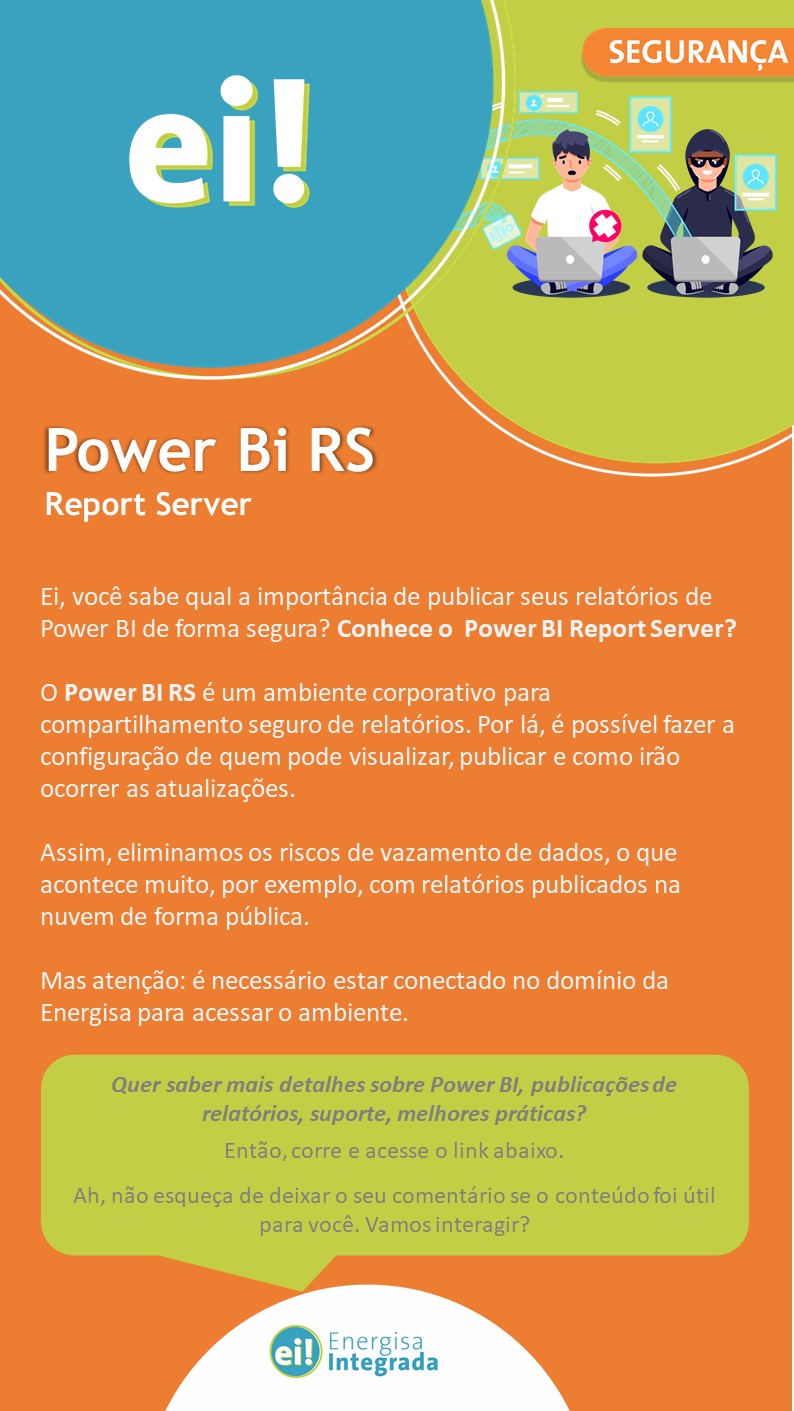 ei!
SEGURANÇA
Power Bi RS
Report Server
Ei, você sabe qual a importância de publicar seus relatórios de
Power BI de forma segura? Conhece o Power BI Report Server?
O Power BI RS é um ambiente corporativo para
compartilhamento seguro de relatórios. Por lá, é possível fazer a
configuração de quem pode visualizar, publicar e como irão
ocorrer as atualizações.
Assim, eliminamos os riscos de vazamento de dados, o que
acontece muito, por exemplo, com relatórios publicados na
nuvem de forma pública.
Mas atenção: é necessário estar conectado no domínio da
Energisa para acessar o ambiente.
Quer saber mais detalhes sobre Power BI, publicações de
relatórios, suporte, melhores práticas?
Então, corre e acesse o link abaixo.
Ah, não esqueça de deixar o seu comentário se o conteúdo foi útil
para você. Vamos interagir?
ei! Energisa
Integrada